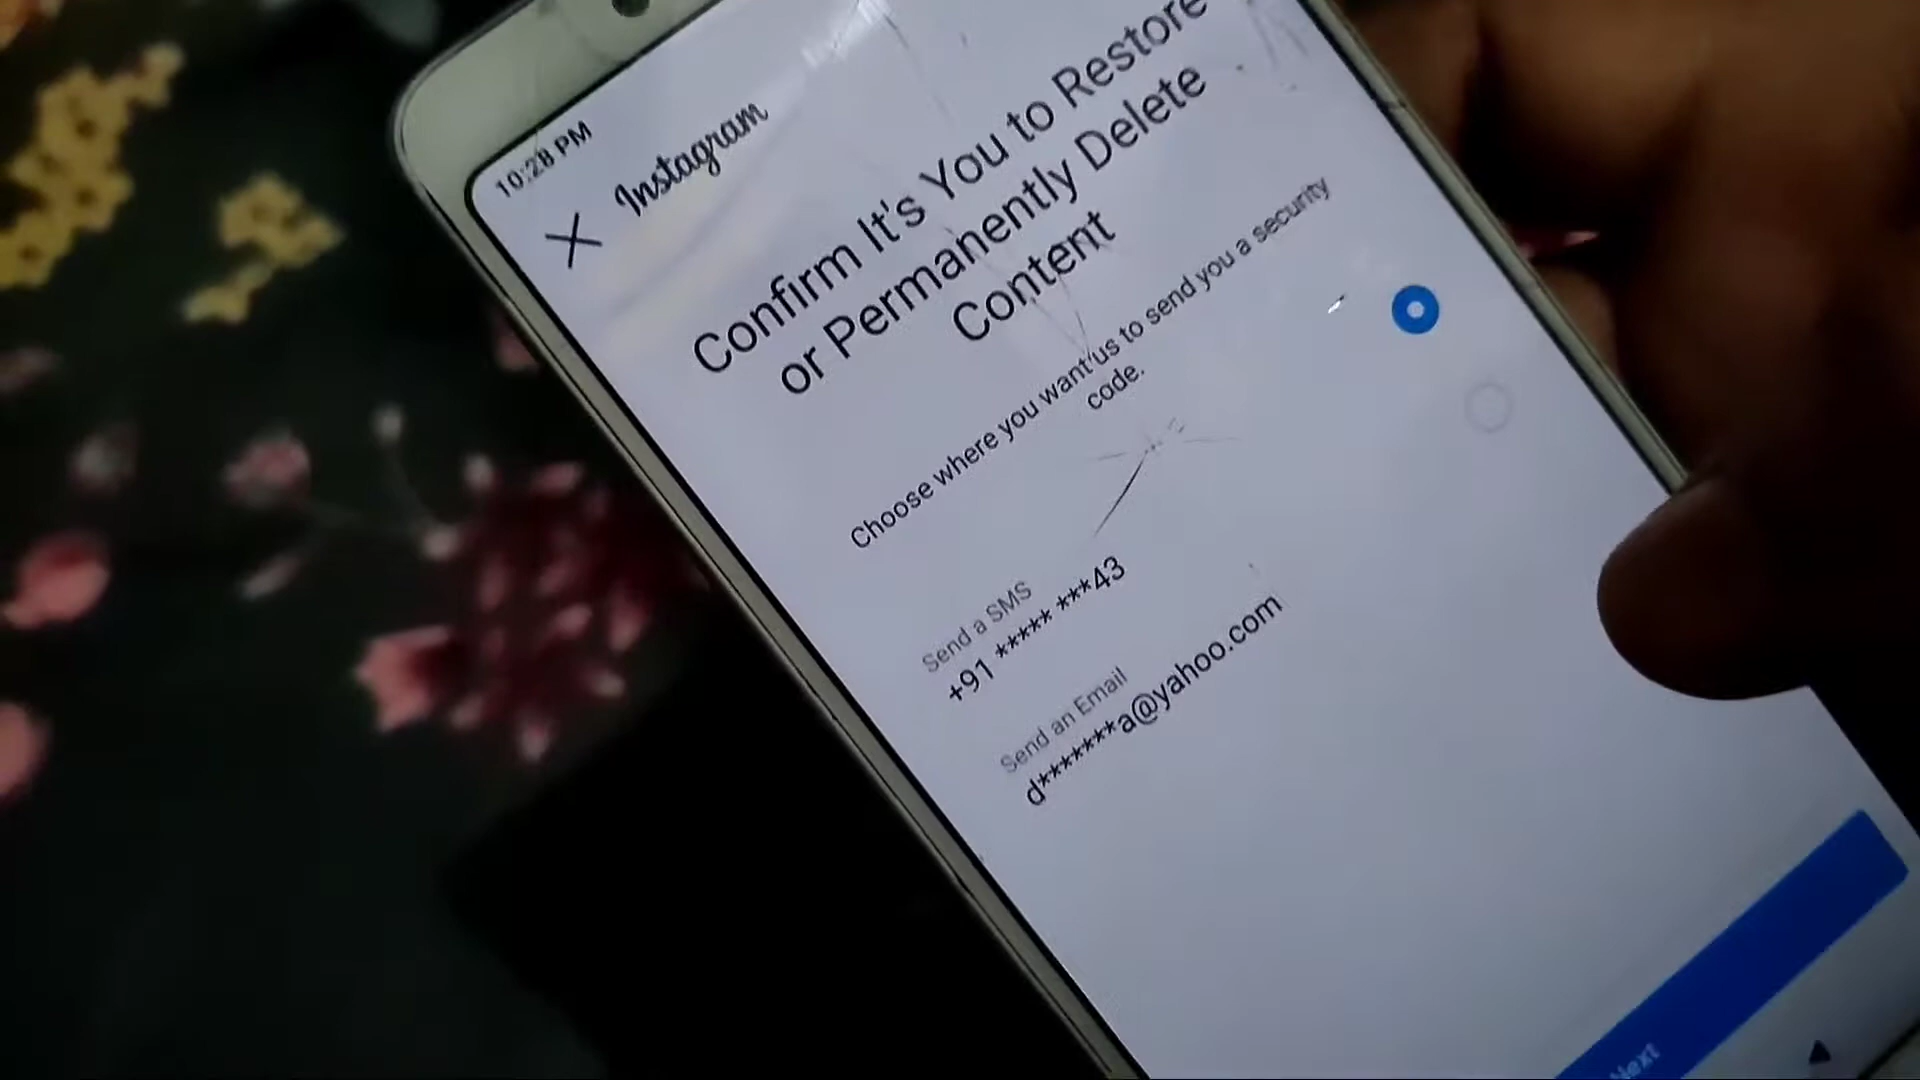 10:28 PM
Instagram
Confirm It's You to Restore
or Permanently Delete
Content
Choose where you want us to send you a security
code.
Send a SMS
+91 ***** ***43
Send an Email
d*******a@yahoo.com
Next